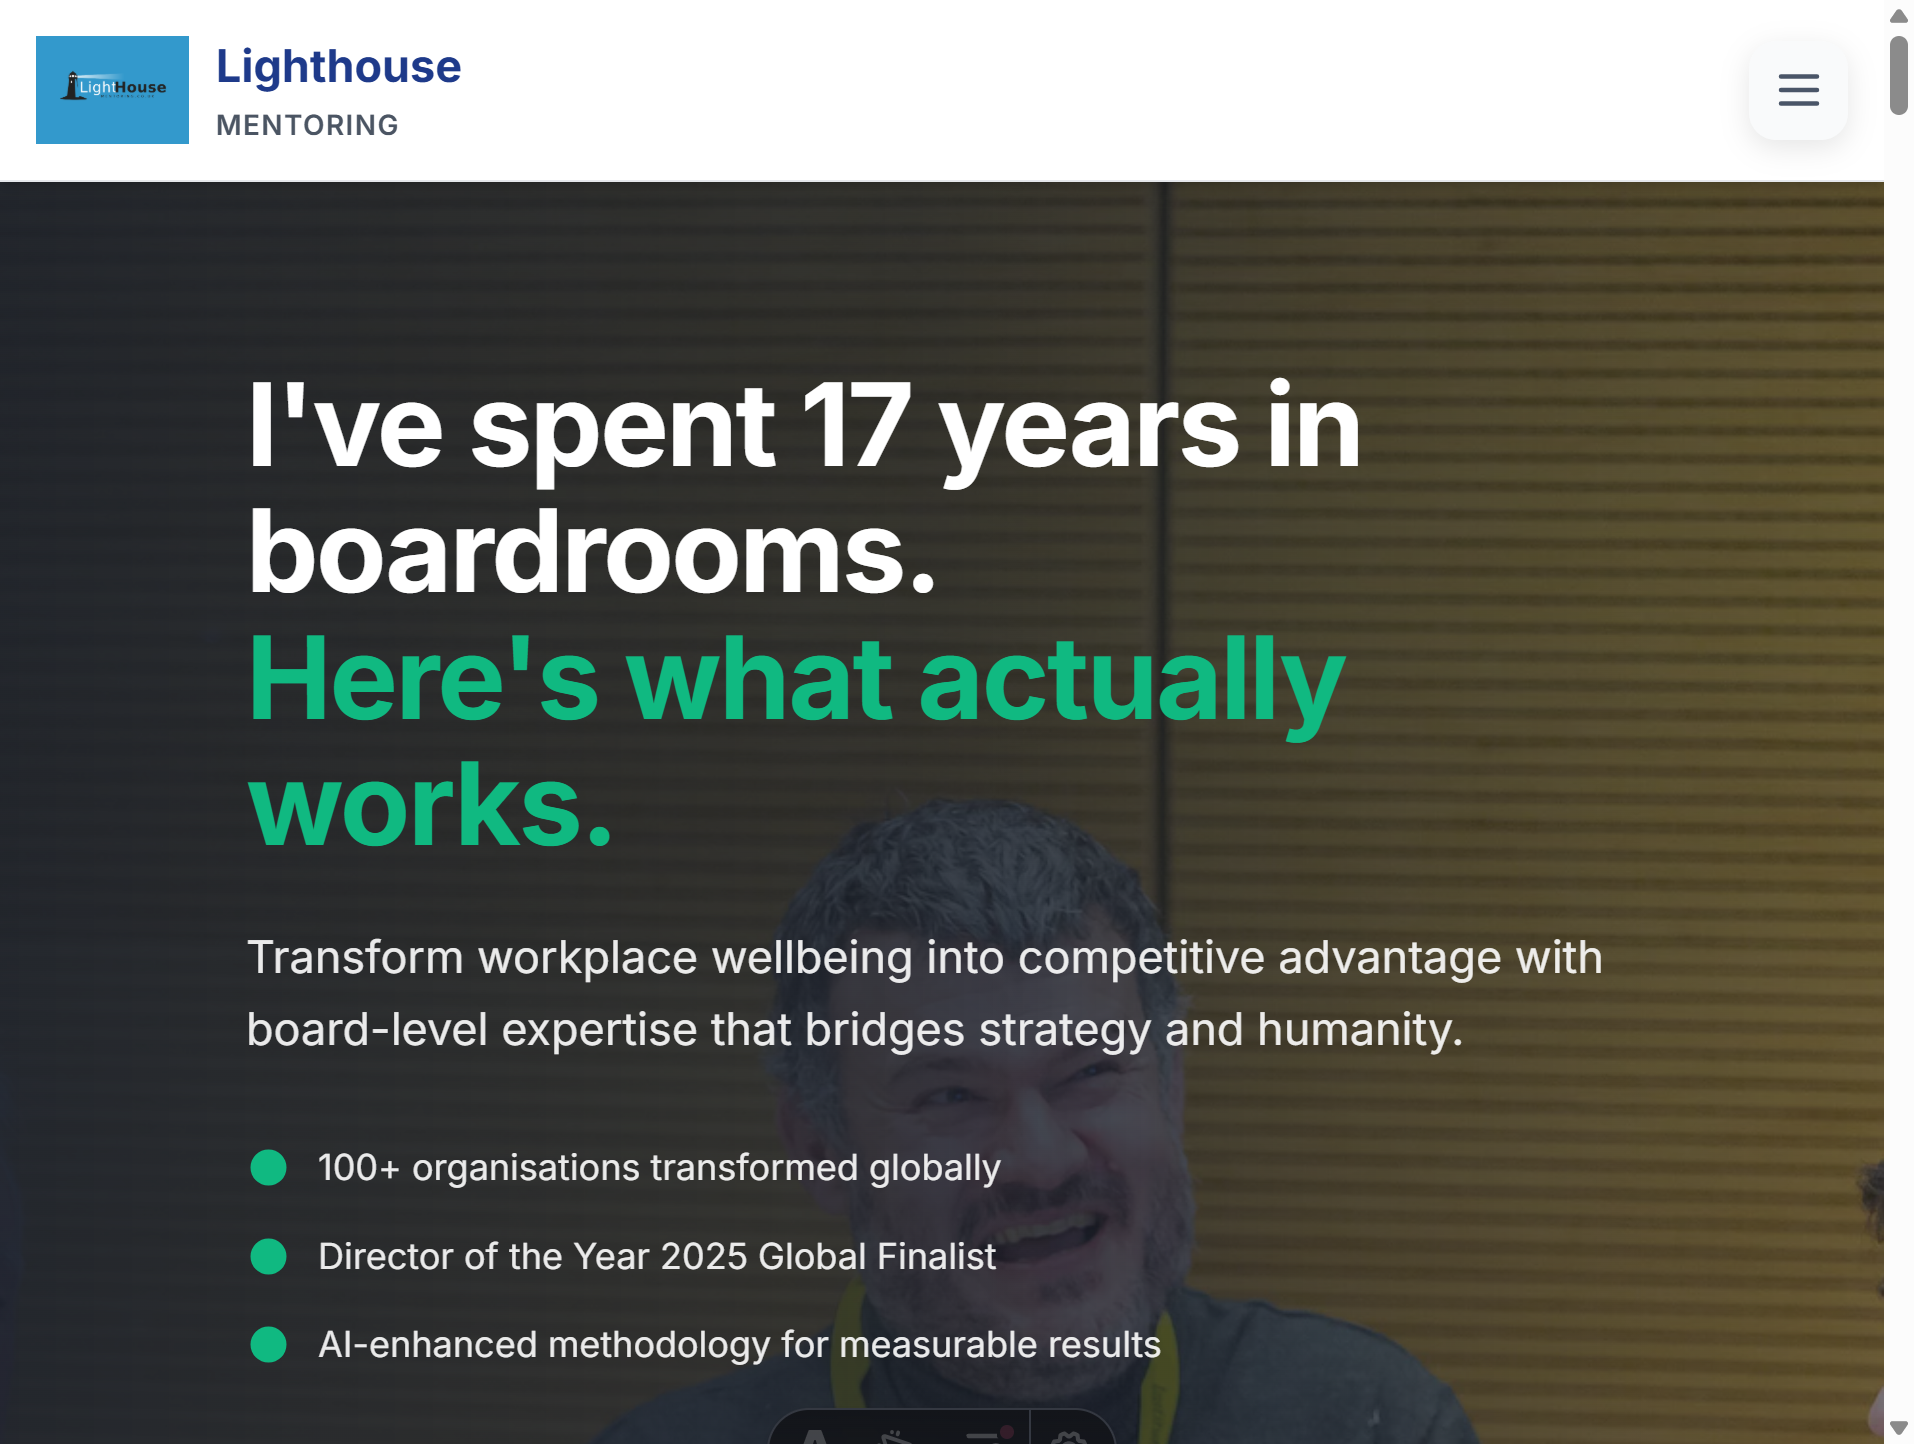 LightHouse
Lighthouse
MENTORING
I've spent 17 years in
boardrooms.
Here's what actually
works.
Transform workplace wellbeing into competitive advantage with
board-level expertise that bridges strategy and humanity.
100+ organisations transformed globally
Director of the Year 2025 Global Finalist
AI-enhanced methodology for measurable results